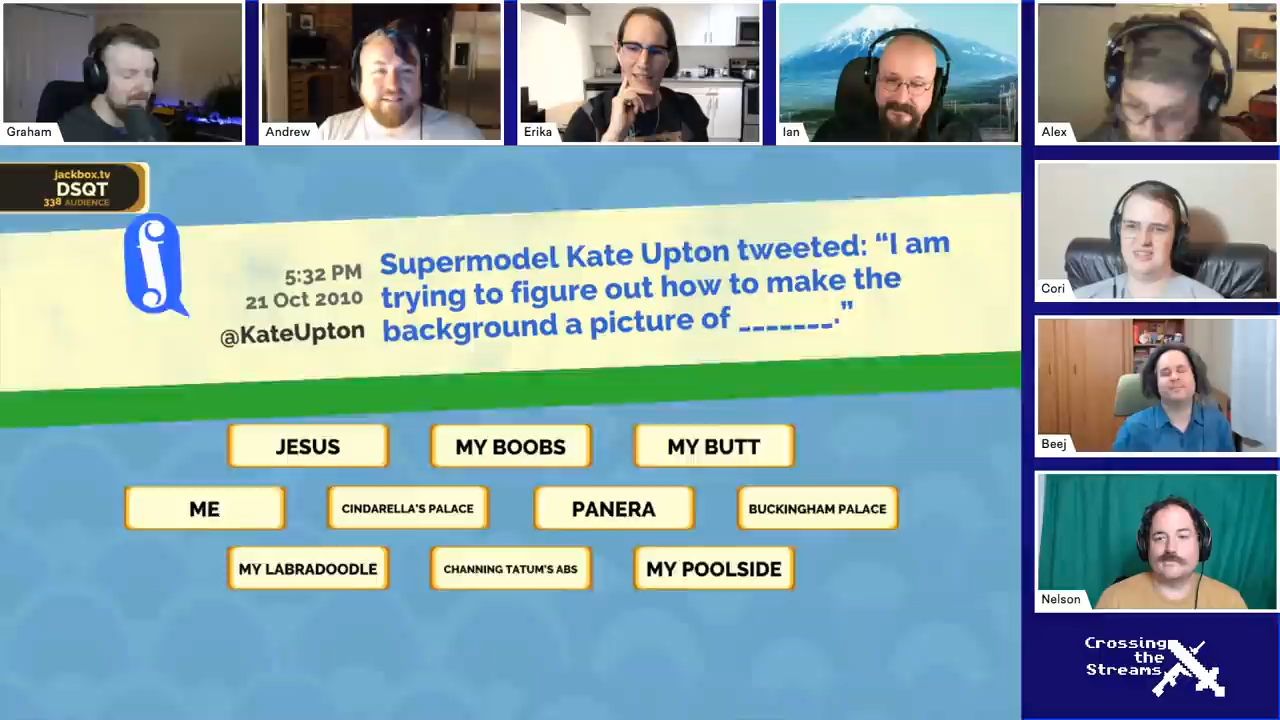 Graham
Andrew
Erika
Ian
Alex
jackbox.tv
DSQT
338 AUDIENCE
5:32 PM
21 Oct 2010
@KateUpton
Supermodel Kate Upton tweeted: “I am
trying to figure out how to make the
background a picture of _______.”
JESUS
MY BOOBS
MY BUTT
ME
CINDARELLA'S PALACE
PANERA
BUCKINGHAM PALACE
MY LABRADOODLE
CHANNING TATUM'S ABS
MY POOLSIDE
Cori
Beej
Nelson
Crossing
the
Streams